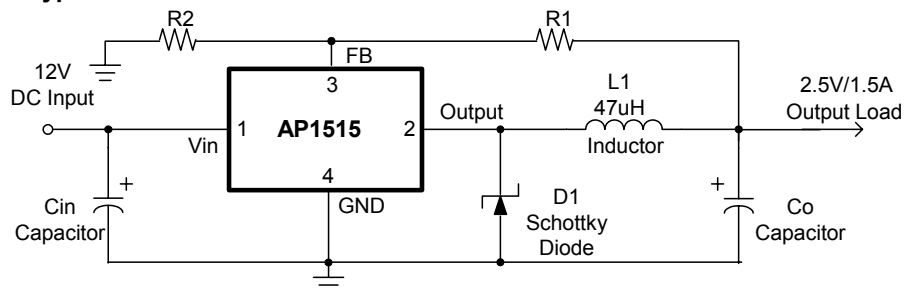 R2
R1
FB
12V
DC Input
3
L1
47uH
2.5V/1.5A
Output Load
Vin
1
AP1515
2
Output
Inductor
4
GND
+
Cin
Capacitor
D1
Schottky
Diode
+
Co
Capacitor